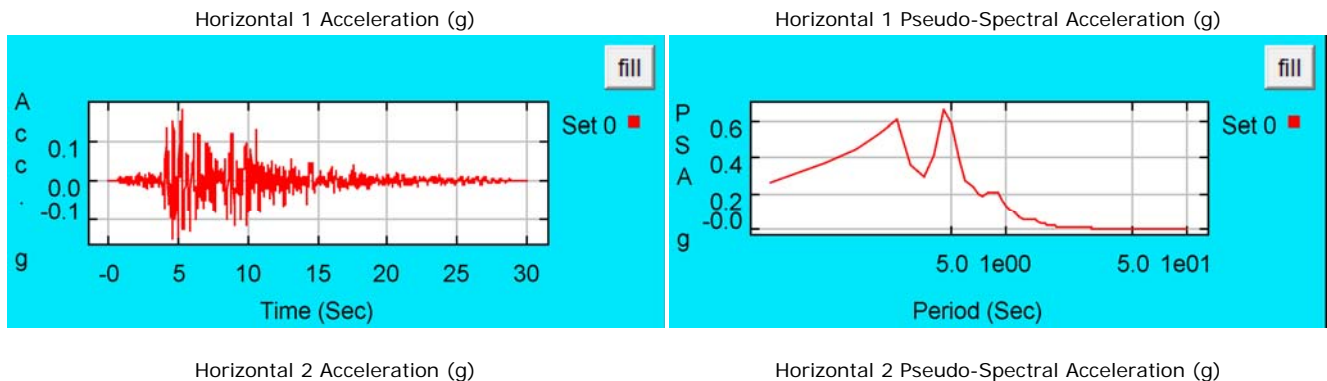 Horizontal 1 Acceleration (g)
Horizontal 1 Pseudo-Spectral Acceleration (g)
fill
A
c
c
.
g
0.1
0.0
-0.1
Set 0
-0 5 10 15 20 25 30
Time (Sec)
fill
P
S
A
g
0.6
0.4
0.2
-0.0
Set 0
5.0 1e00 5.0 1e01
Period (Sec)
Horizontal 2 Acceleration (g)
Horizontal 2 Pseudo-Spectral Acceleration (g)